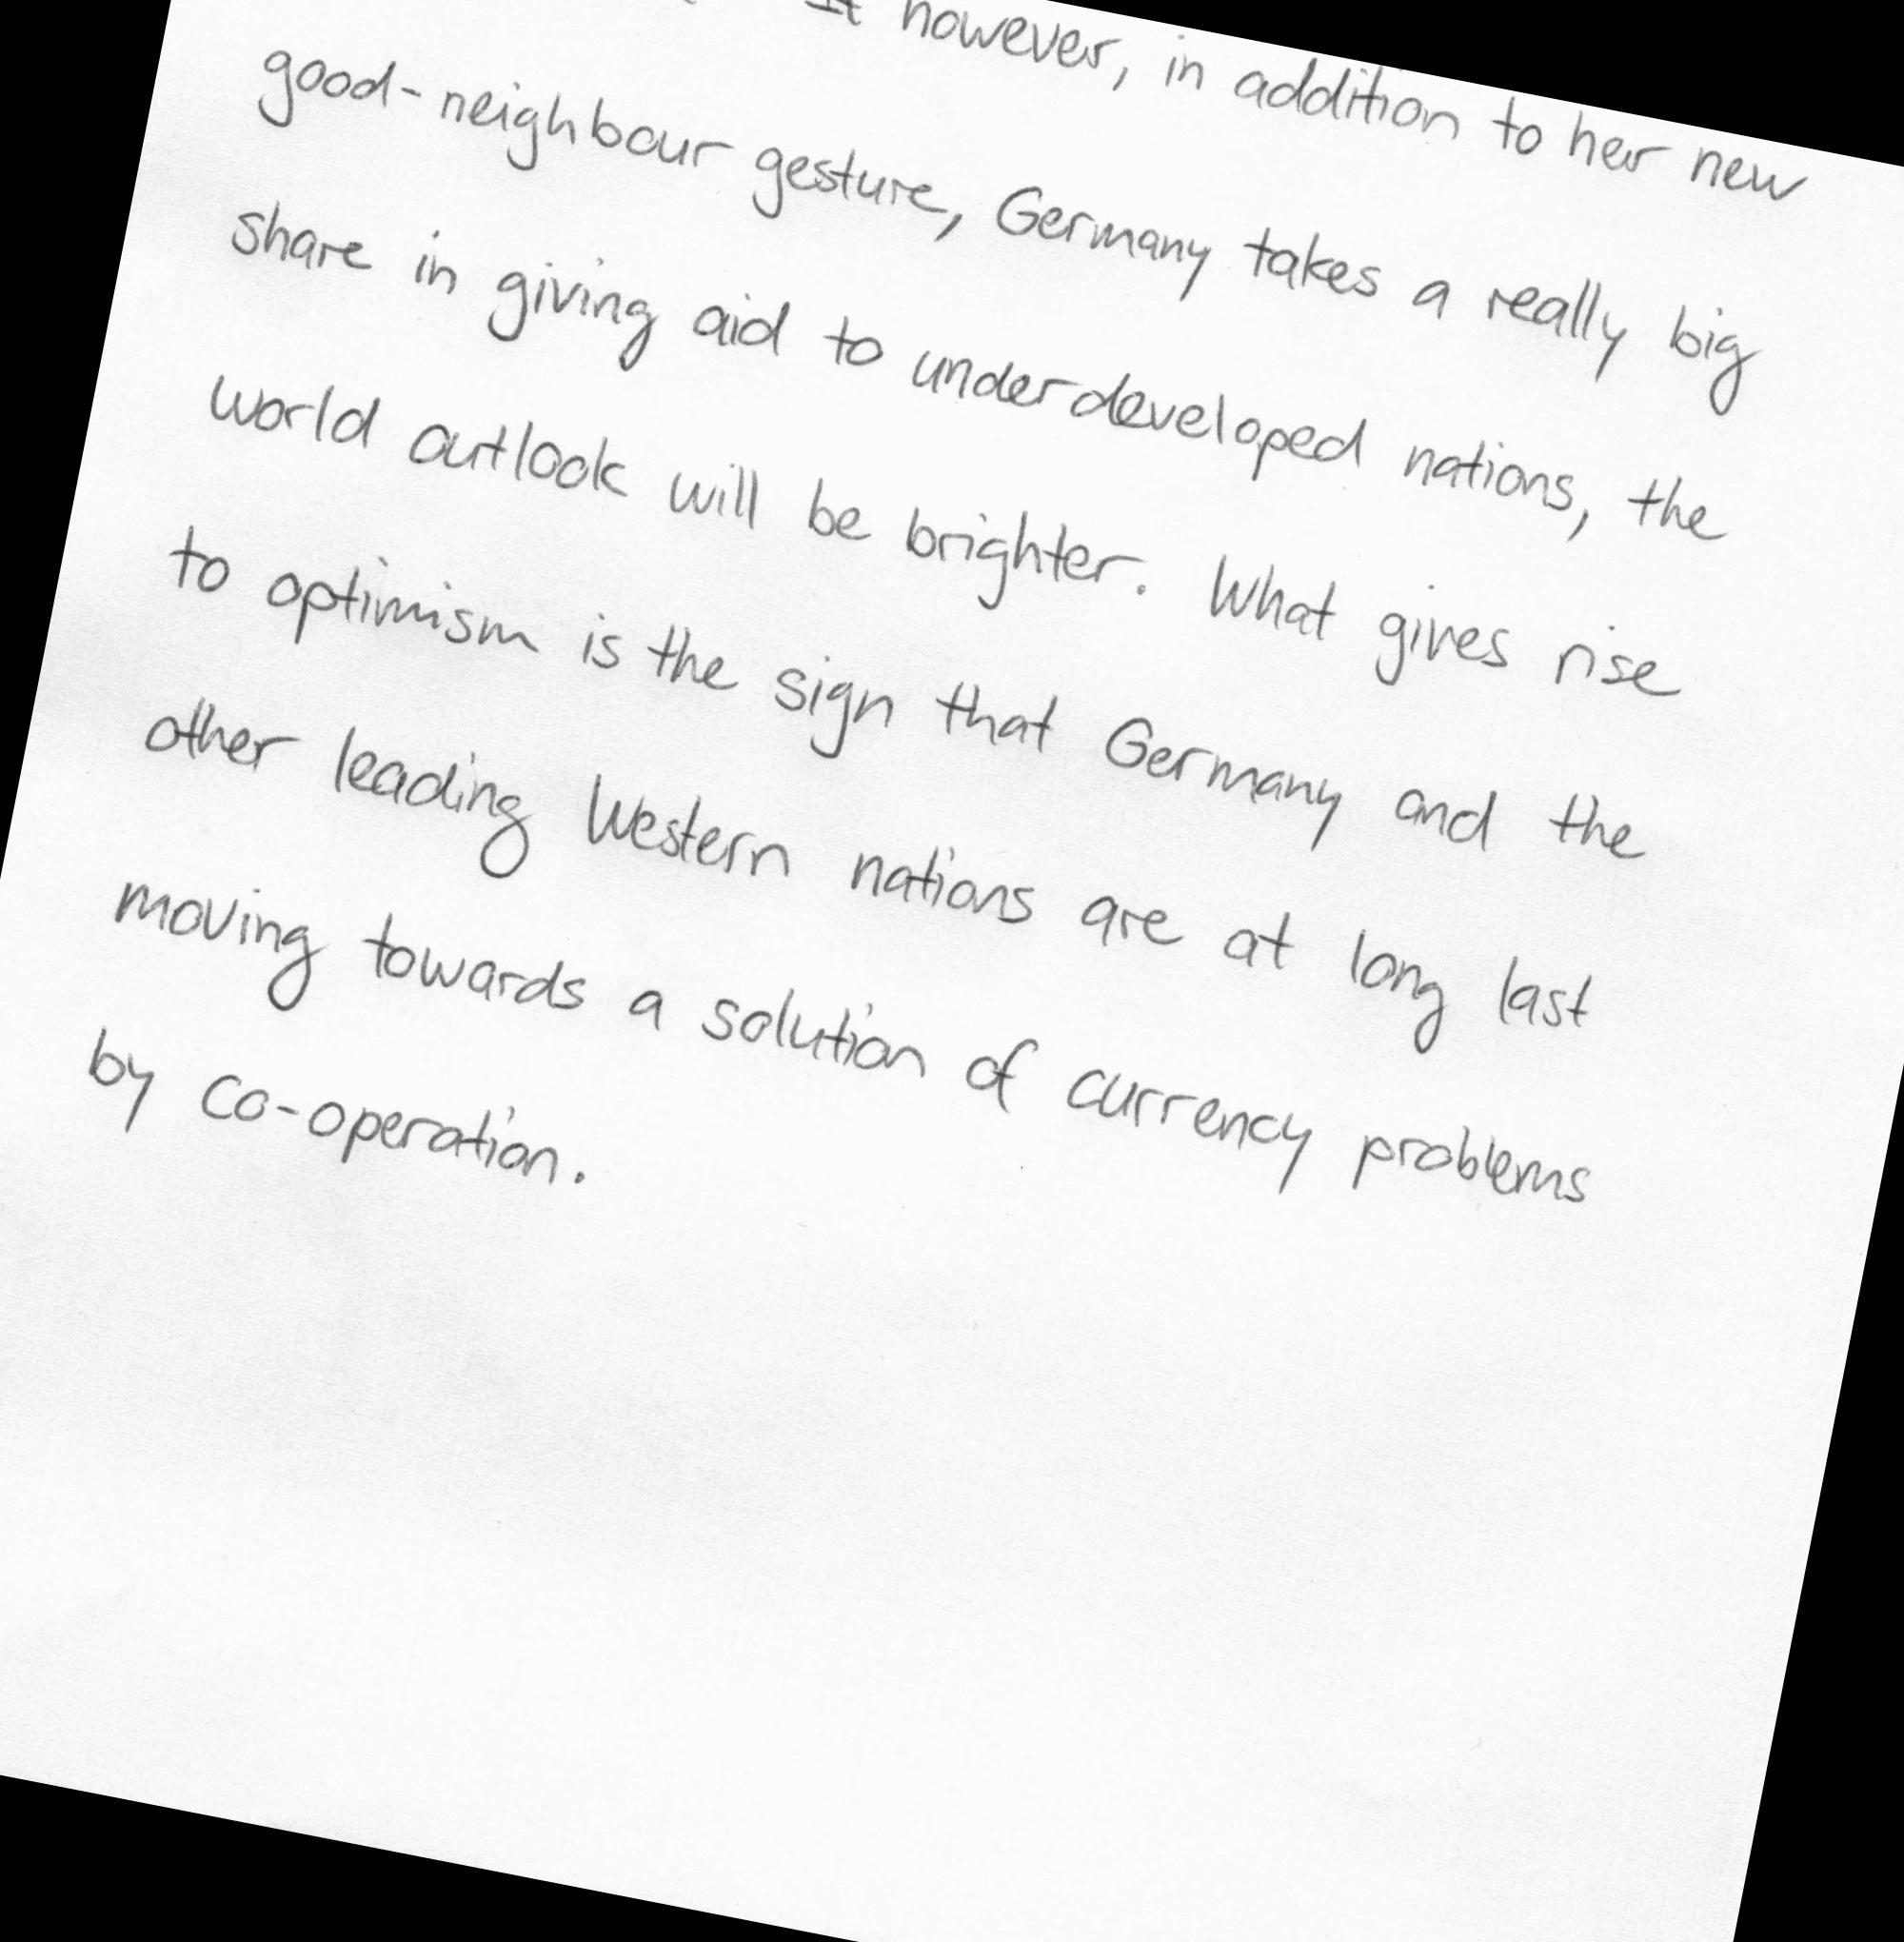 If however, in addition to her new
good-neighbour gesture, Germany takes a really big
share in giving aid to underdeveloped nations, the
world outlook will be brighter. What gives rise
to optimism is the sign that Germany and the
other leading Western nations are at long last
moving towards a solution of currency problems
by co-operation.